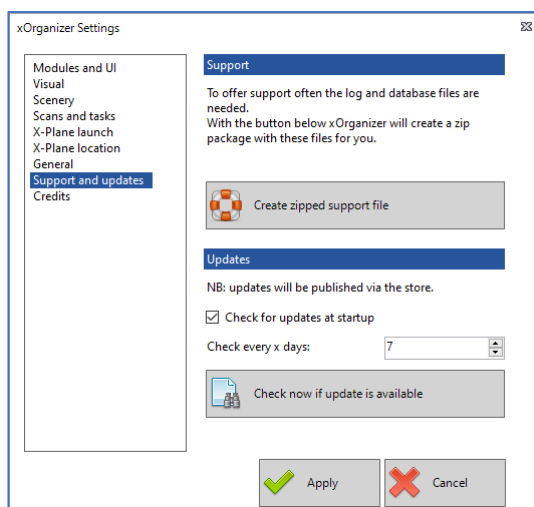 xOrganizer Settings
Modules and UI
Visual
Scenery
Scans and tasks
X-Plane launch
X-Plane location
General
Support and updates
Credits
Support
To offer support often the log and database files are
needed.
With the button below xOrganizer will create a zip
package with these files for you.
Create zipped support file
Updates
NB: updates will be published via the store.
Check for updates at startup
Check every x days:
7
Check now if update is available
Apply
Cancel